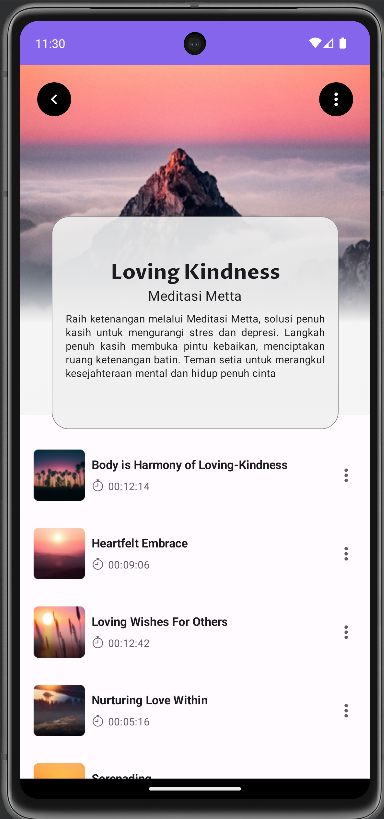 11:30
Loving Kindness
Meditasi Metta
Raih ketenangan melalui Meditasi Metta, solusi penuh
kasih untuk mengurangi stres dan depresi. Langkah
penuh kasih membuka pintu kebaikan, menciptakan
ruang ketenangan batin. Teman setia untuk merangkul
kesejahteraan mental dan hidup penuh cinta
Body is Harmony of Loving-Kindness
00:12:14
Heartfelt Embrace
00:09:06
Loving Wishes For Others
00:12:42
Nurturing Love Within
00:05:16
Serenading